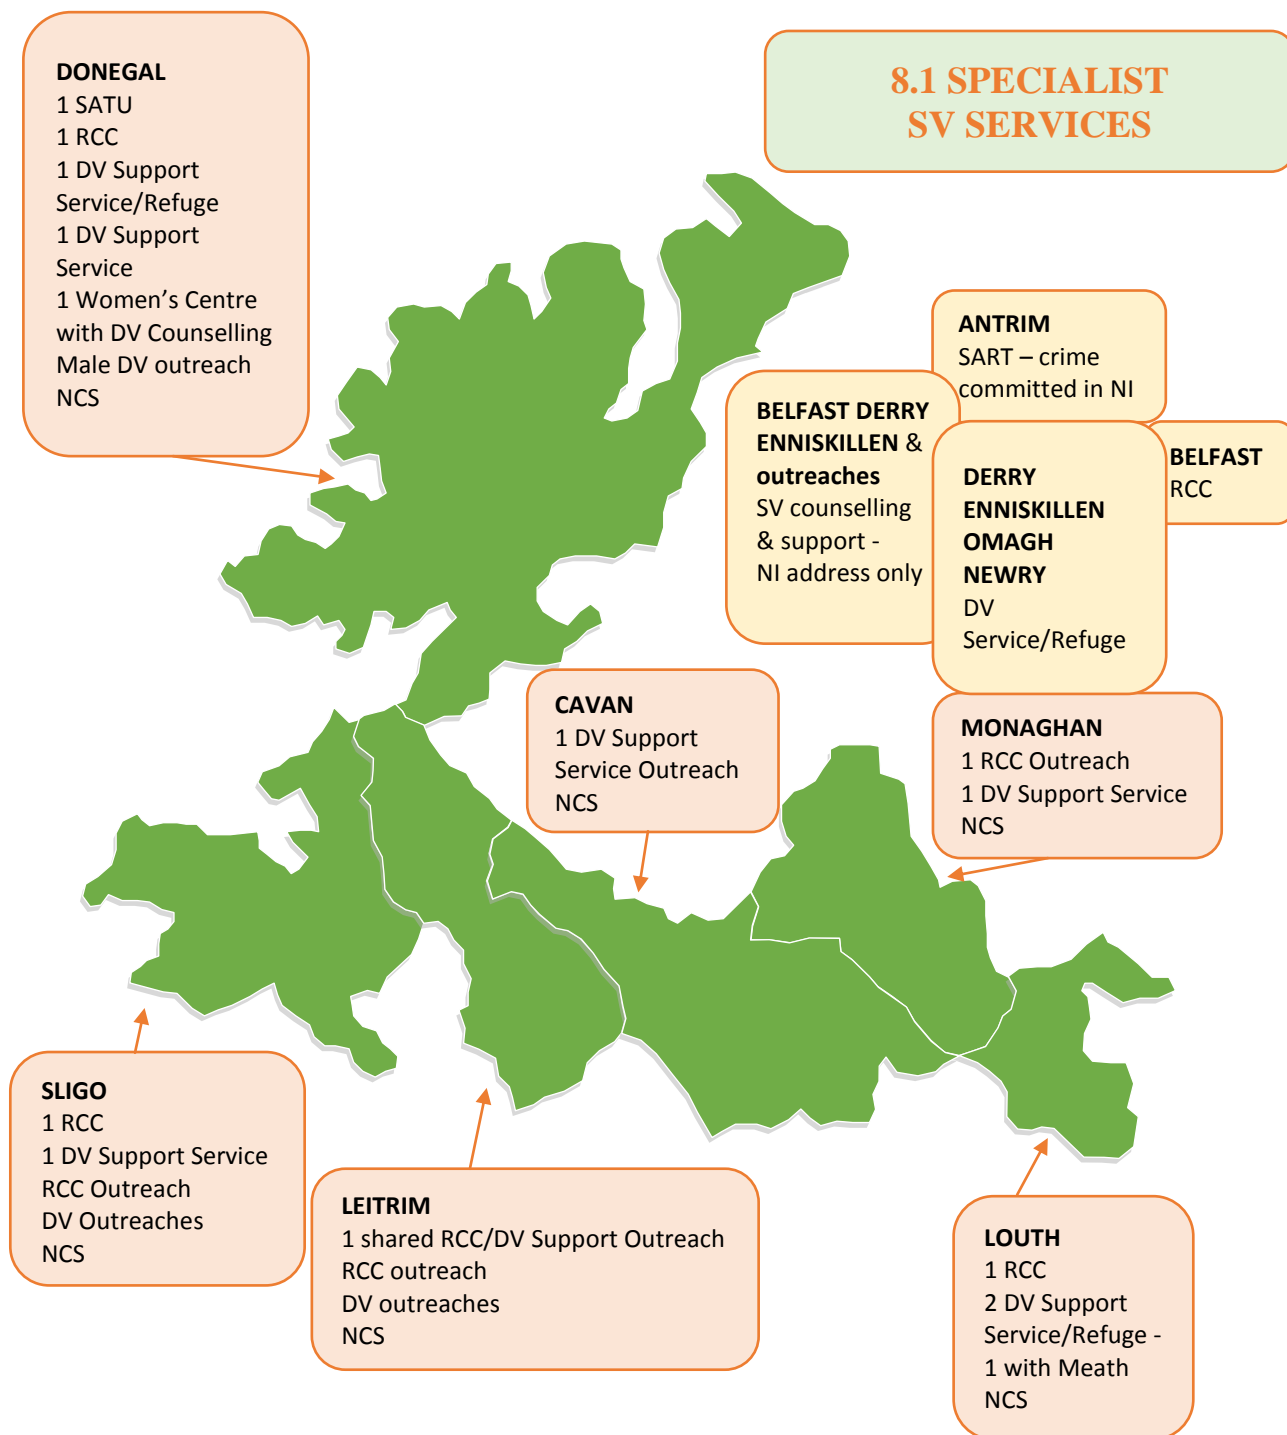 DONEGAL
1 SATU
1 RCC
1 DV Support
Service/Refuge
1 DV Support
Service
1 Women’s Centre
with DV Counselling
Male DV outreach
NCS
8.1 SPECIALIST
SV SERVICES
ANTRIM
SART – crime
committed in NI
BELFAST DERRY
ENNISKILLEN &
outreaches
SV counselling
& support -
NI address only
BELFAST
RCC
DERRY
ENNISKILLEN
OMAGH
NEWRY
DV
Service/Refuge
CAVAN
1 DV Support
Service Outreach
NCS
MONAGHAN
1 RCC Outreach
1 DV Support Service
NCS
SLIGO
1 RCC
1 DV Support Service
RCC Outreach
DV Outreaches
NCS
LEITRIM
1 shared RCC/DV Support Outreach
RCC outreach
DV outreaches
NCS
LOUTH
1 RCC
2 DV Support
Service/Refuge -
1 with Meath
NCS